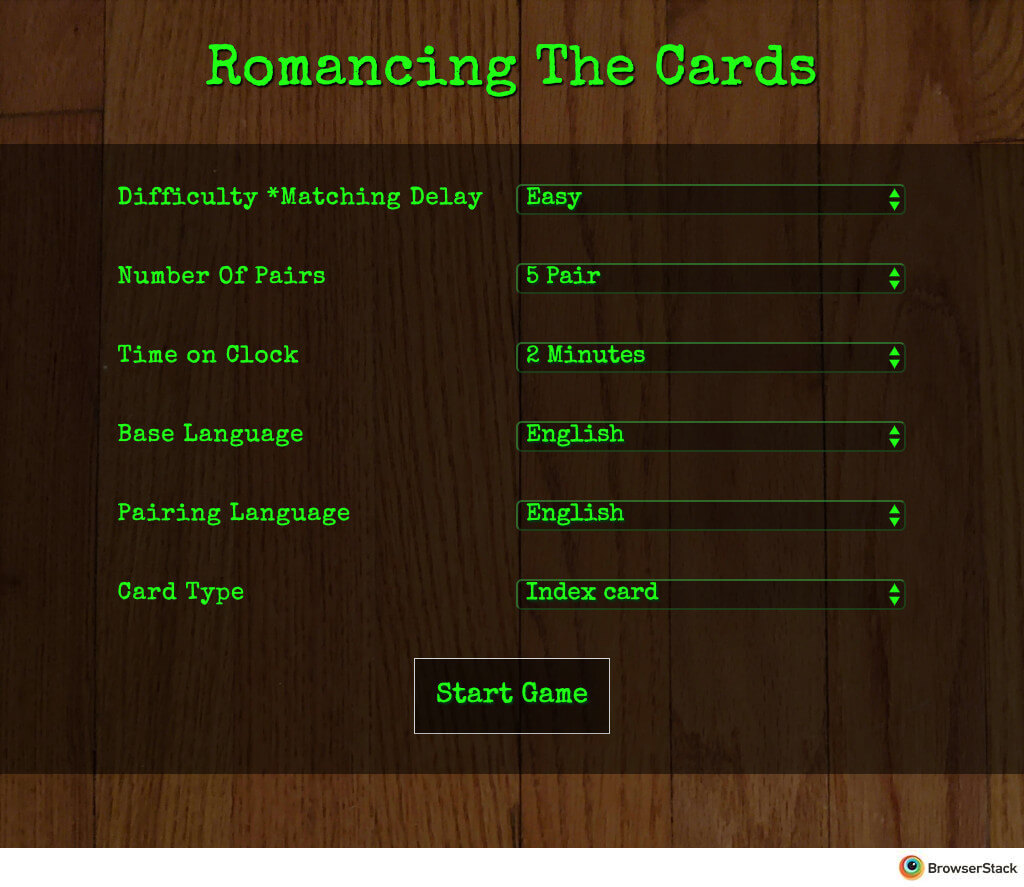 Romancing The Cards
Difficulty *Matching Delay Easy
Number Of Pairs 5 Pair
Time on Clock 2 Minutes
Base Language English
Pairing Language English
Card Type Index card
Start Game
BrowserStack